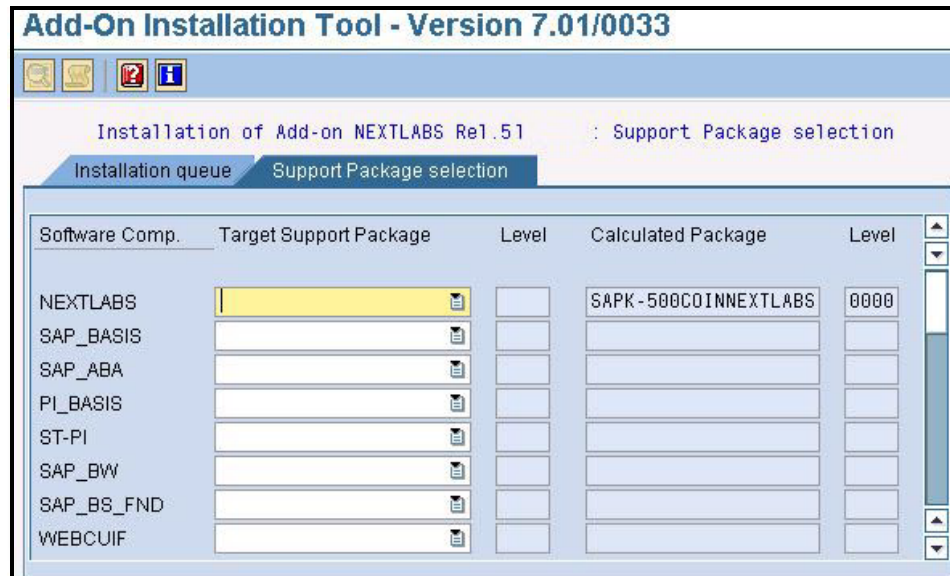 Add-On Installation Tool - Version 7.01/0033
Installation of Add-on NEXTLABS Rel.51 : Support Package selection
Installation queue Support Package selection
Software Comp. Target Support Package Level Calculated Package Level
NEXTLABS SAPK-500COINNEXTLABS 0000
SAP_BASIS
SAP_ABA
PI_BASIS
ST-PI
SAP_BW
SAP_BS_FND
WEBCUIF